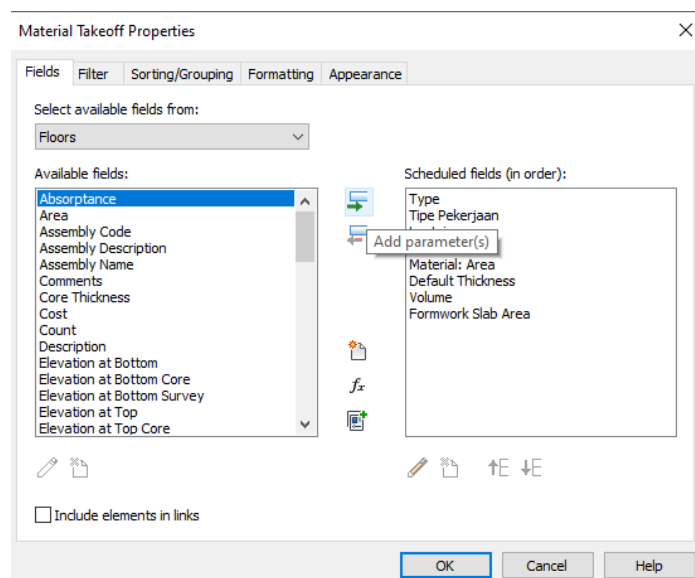 Material Takeoff Properties
Fields Filter Sorting/Grouping Formatting Appearance
Select available fields from:
Floors
Available fields:
Absorptance
Area
Assembly Code
Assembly Description
Assembly Name
Comments
Core Thickness
Cost
Count
Description
Elevation at Bottom
Elevation at Bottom Core
Elevation at Bottom Survey
Elevation at Top
Elevation at Top Core
Add parameter(s)
fx
Scheduled fields (in order):
Type
Tipe Pekerjaan
Material: Area
Default Thickness
Volume
Formwork Slab Area
Include elements in links
OK Cancel Help